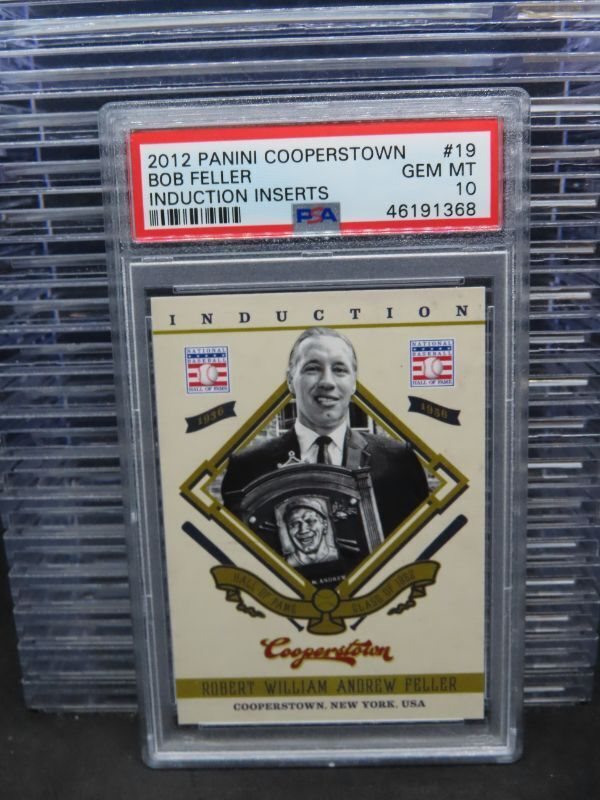 2012 PANINI COOPERSTOWN #19
BOB FELLER GEM MT
INDUCTION INSERTS 10
PSA 46191368
INDUCTION
NATIONAL BASEBALL HALL OF FAME
NATIONAL BASEBALL HALL OF FAME
1936 1956
HALL OF FAME CLASS OF 1962
Cooperstown
ROBERT WILLIAM ANDREW FELLER
COOPERSTOWN, NEW YORK, USA